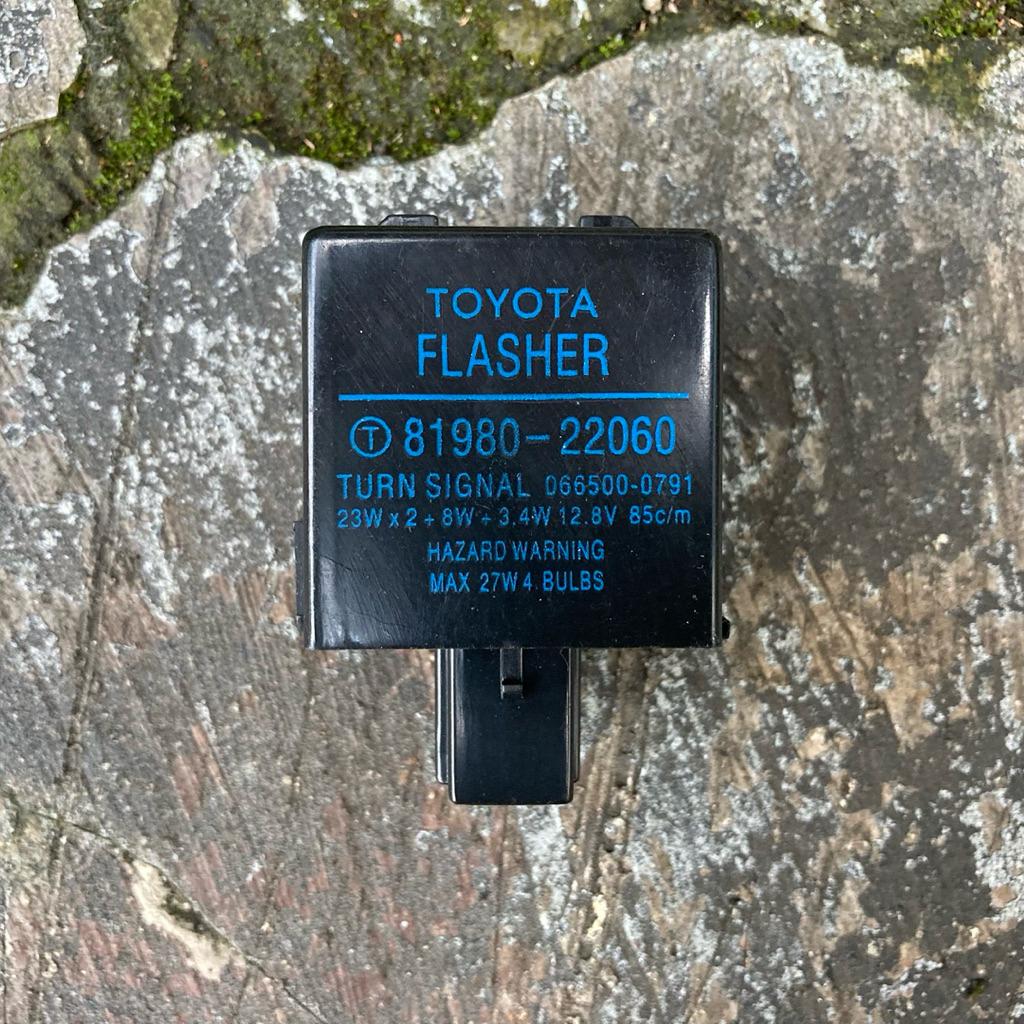 TOYOTA
FLASHER
Ⓣ 81980-22060
TURN SIGNAL 066500-0791
23W x 2 + 8W + 3.4W 12.8V 85c/m
HAZARD WARNING
MAX 27W 4 BULBS